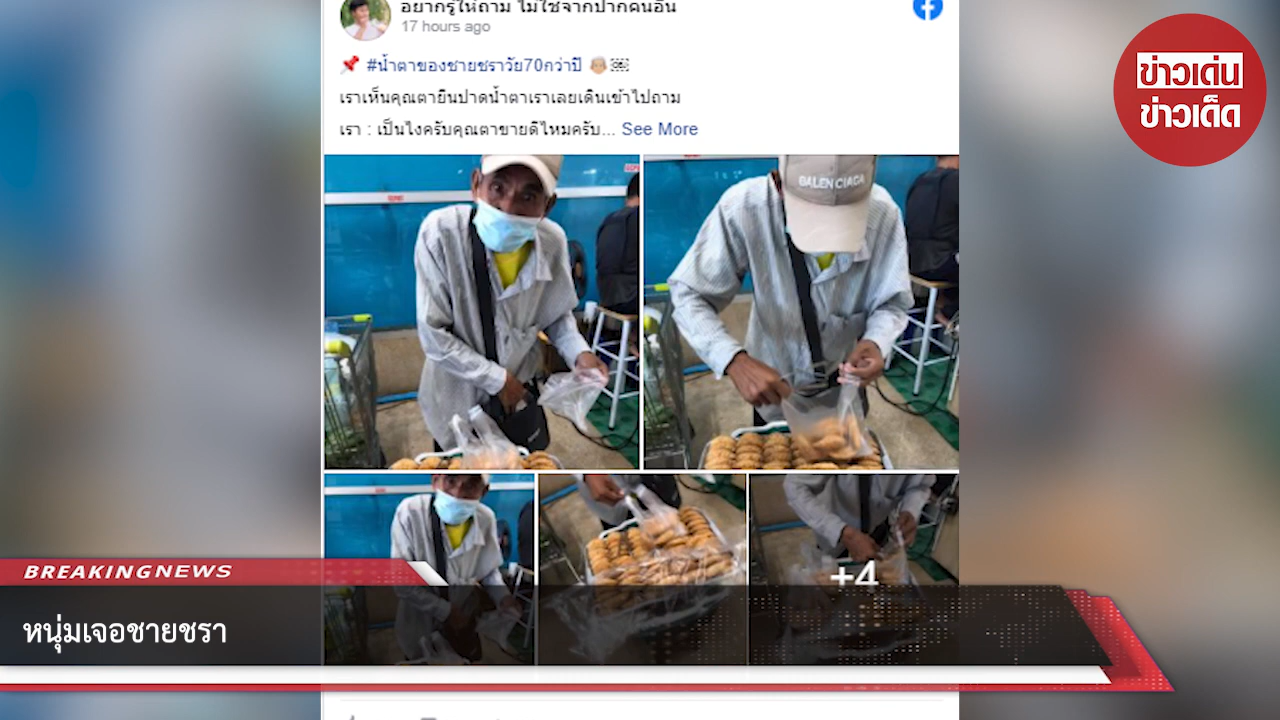 อยากรู้ให้ถาม ไม่ใช่จากปากคนอื่น
17 hours ago
📌 #น้ำตาของชายชราวัย70กว่าปี
เราเห็นคุณตายืนปาดน้ำตาเราเลยเดินเข้าไปถาม
เรา : เป็นไงครับคุณตาขายดีไหมครับ... See More
ข่าวเด่น
ข่าวเด็ด
BALENCIAGA
+4
BREAKING NEWS
หนุ่มเจอชายชรา